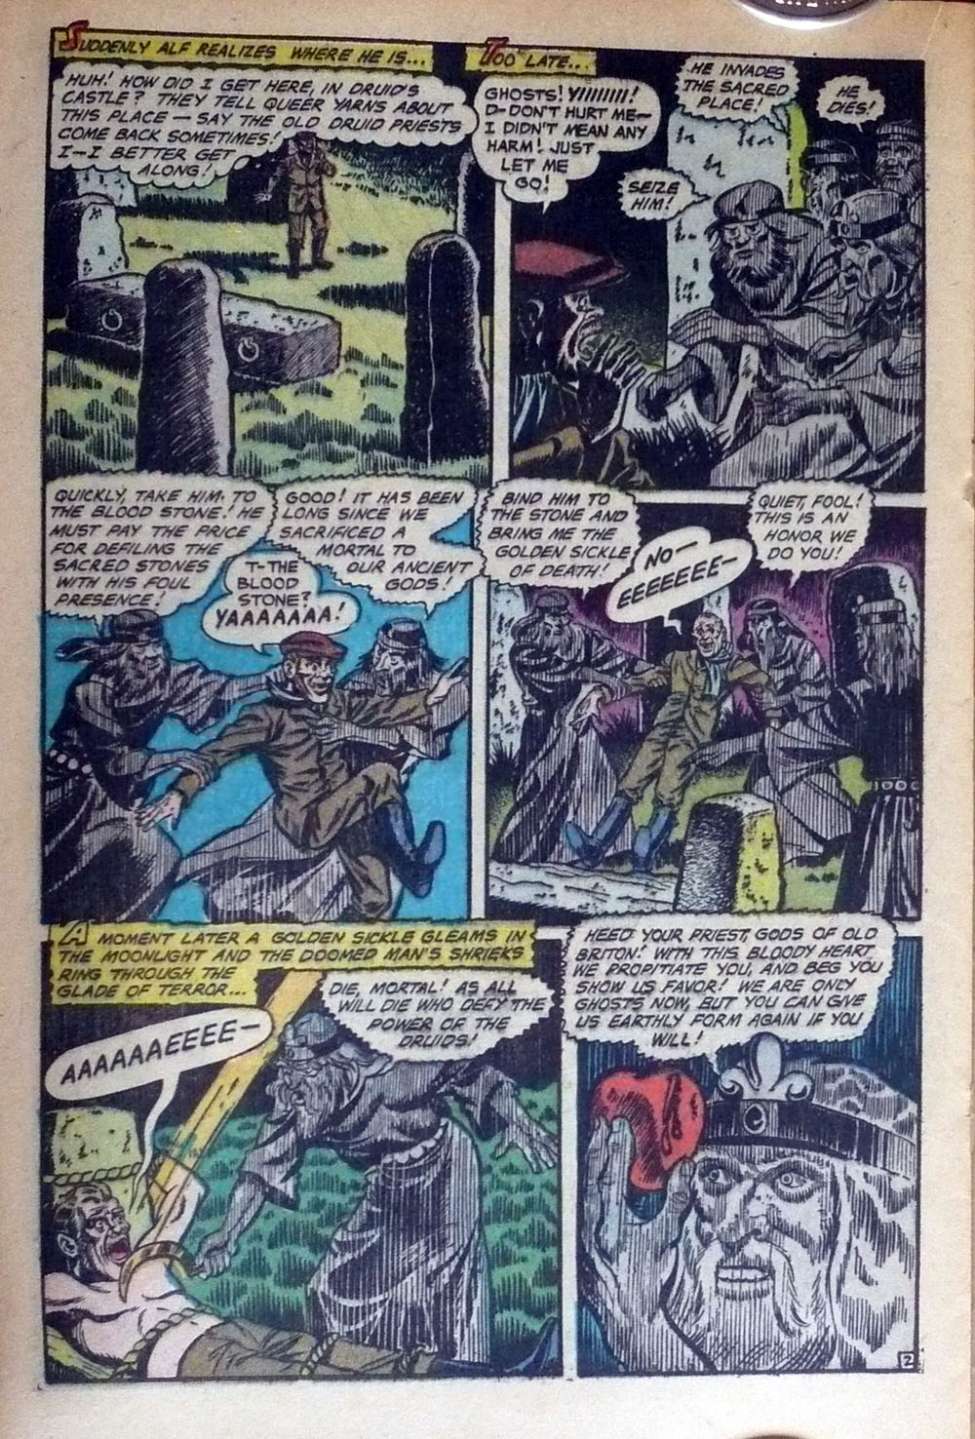 SUDDENLY ALF REALIZES WHERE HE IS...
HUH! HOW DID I GET HERE, IN DRUID'S
CASTLE? THEY TELL QUEER YARNS ABOUT
THIS PLACE — SAY THE OLD DRUID PRIESTS
COME BACK SOMETIMES!
I—I BETTER GET
ALONG!
TOO LATE...
GHOSTS! YIIIIIIII!
D-DON'T HURT ME—
I DIDN'T MEAN ANY
HARM! JUST
LET ME
GO!
SEIZE
HIM!
HE INVADES
THE SACRED
PLACE!
HE
DIES!
QUICKLY, TAKE HIM TO
THE BLOOD STONE! HE
MUST PAY THE PRICE
FOR DEFILING THE
SACRED STONES
WITH HIS FOUL
PRESENCE!
T-THE
BLOOD
STONE?
YAAAAAAA!
GOOD! IT HAS BEEN
LONG SINCE WE
SACRIFICED A
MORTAL TO
OUR ANCIENT
GODS!
BIND HIM TO
THE STONE AND
BRING ME THE
GOLDEN SICKLE
OF DEATH!
NO—
EEEEEEE—
QUIET, FOOL!
THIS IS AN
HONOR WE
DO YOU!
A MOMENT LATER A GOLDEN SICKLE GLEAMS IN
THE MOONLIGHT AND THE DOOMED MAN'S SHRIEKS
RING THROUGH THE
GLADE OF TERROR...
AAAAAAEEEE—
DIE, MORTAL! AS ALL
WILL DIE WHO DEFY THE
POWER OF THE
DRUIDS!
HEED YOUR PRIEST, GODS OF OLD
BRITON! WITH THIS BLOODY HEART
WE PROPITIATE YOU, AND BEG YOU
SHOW US FAVOR! WE ARE ONLY
GHOSTS NOW, BUT YOU CAN GIVE
US EARTHLY FORM AGAIN IF YOU
WILL!
2